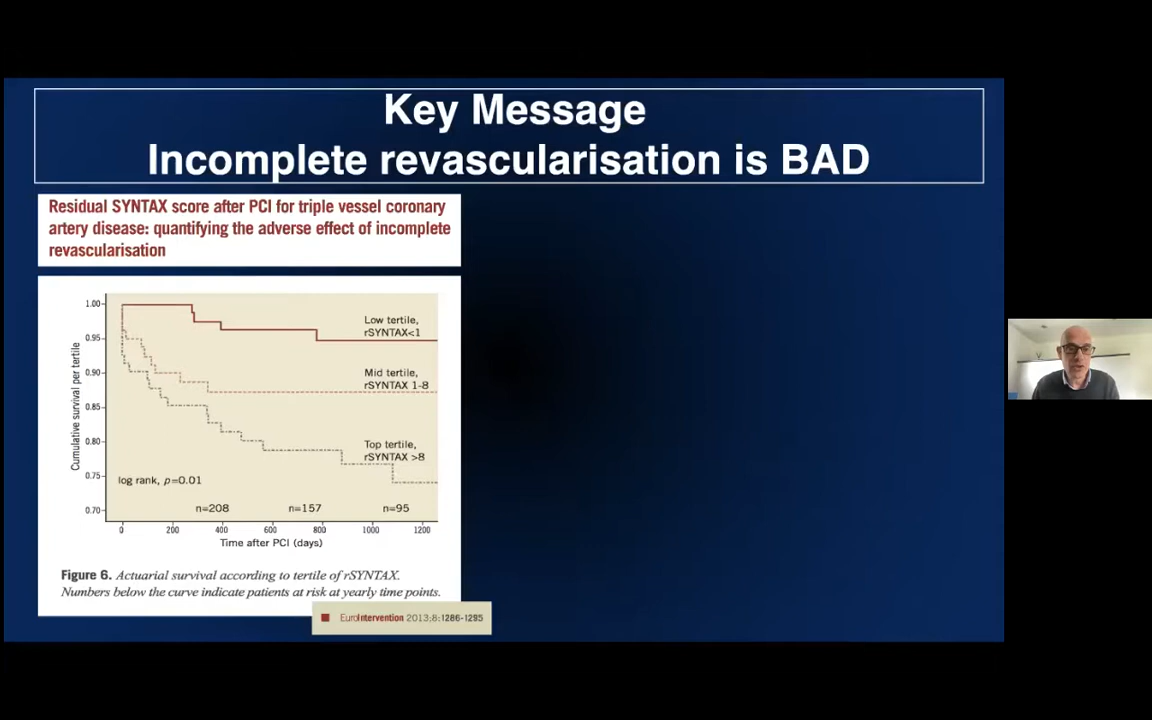 Key Message
Incomplete revascularisation is BAD
Residual SYNTAX score after PCI for triple vessel coronary
artery disease: quantifying the adverse effect of incomplete
revascularisation
1.00
0.95
0.90
0.85
0.80
0.75
0.70
Cumulative survival per tertile
Low tertile,
rSYNTAX<1
Mid tertile,
rSYNTAX 1-8
Top tertile,
rSYNTAX >8
log rank, p=0.01
n=208 n=157 n=95
0 200 400 600 800 1000 1200
Time after PCI (days)
Figure 6. Actuarial survival according to tertile of rSYNTAX.
Numbers below the curve indicate patients at risk at yearly time points.
EuroIntervention 2013;8:1286-1295